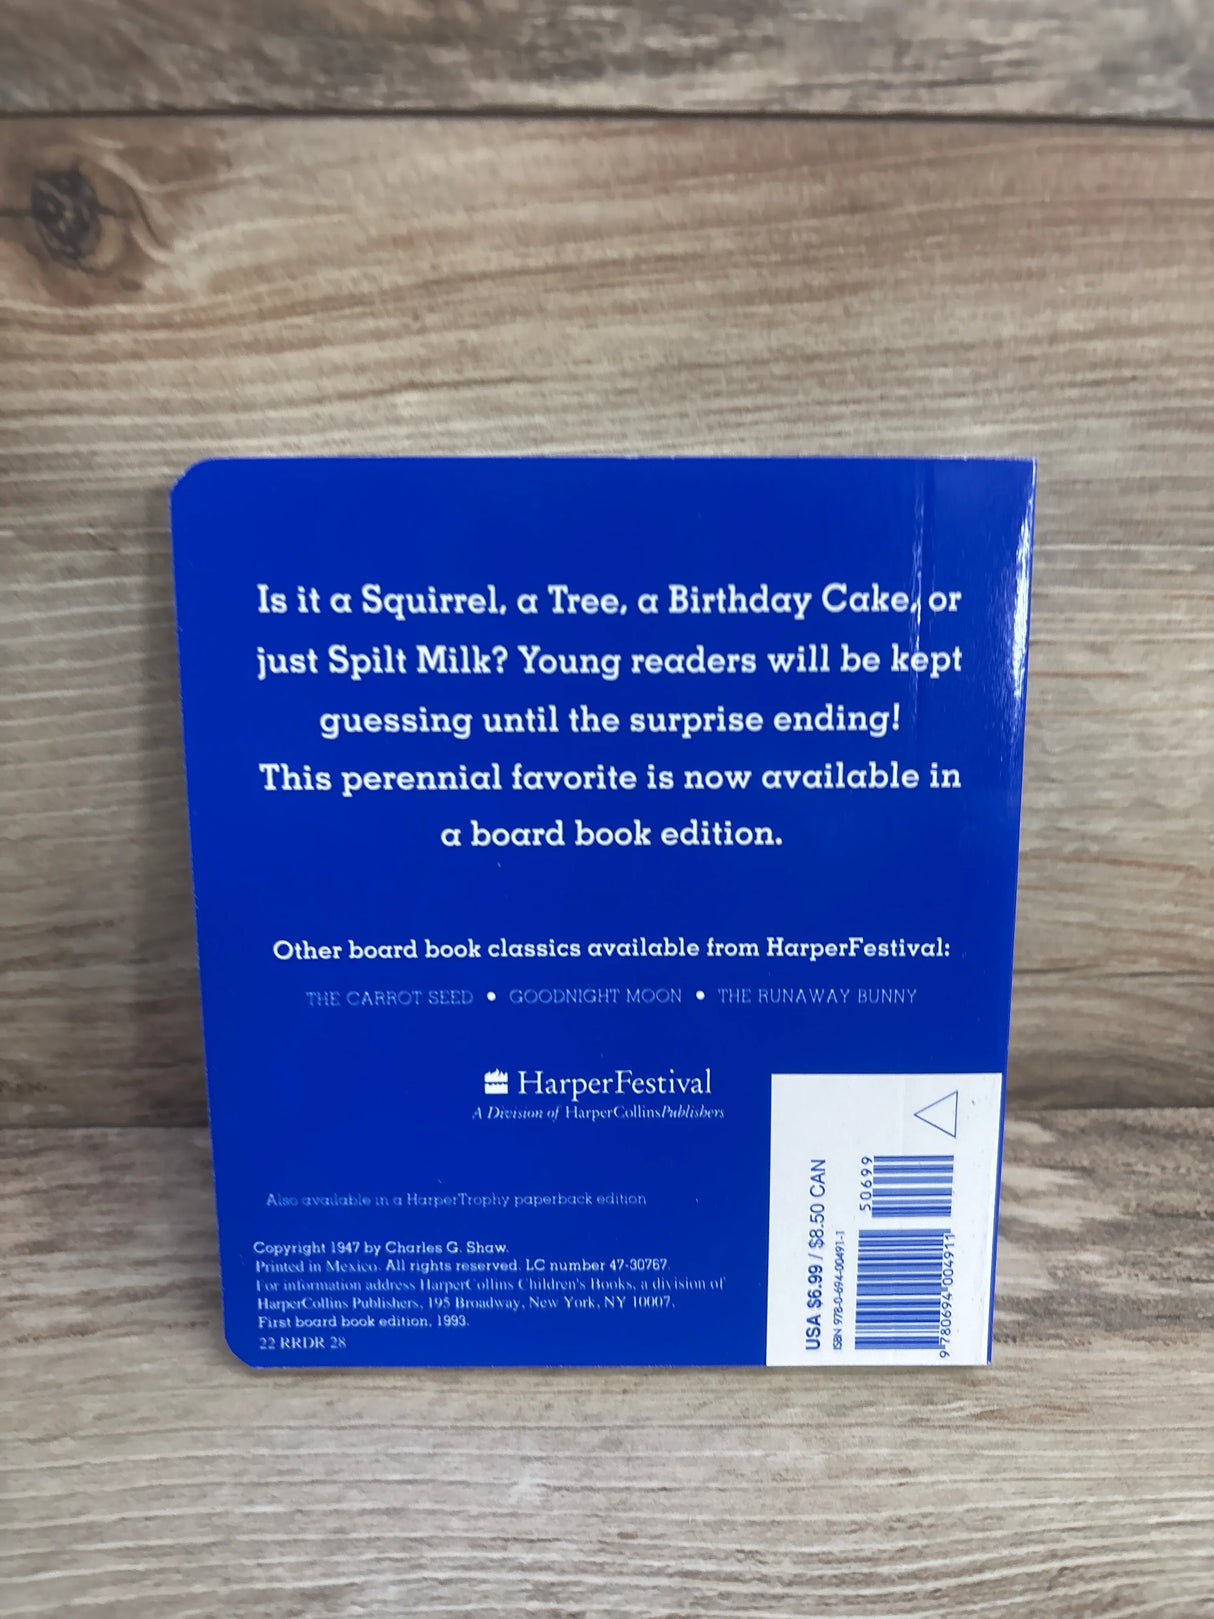 Is it a Squirrel, a Tree, a Birthday Cake, or
just Spilt Milk? Young readers will be kept
guessing until the surprise ending!
This perennial favorite is now available in
a board book edition.
Other board book classics available from HarperFestival:
THE CARROT SEED • GOODNIGHT MOON • THE RUNAWAY BUNNY
HarperFestival
A Division of HarperCollinsPublishers
Also available in a HarperTrophy paperback edition
Copyright 1947 by Charles G. Shaw.
Printed in Mexico. All rights reserved. LC number 47-30767.
For information address HarperCollins Children's Books, a division of
HarperCollins Publishers, 195 Broadway, New York, NY 10007.
First board book edition, 1993.
22 RRDR 28
USA $6.99 / $8.50 CAN
ISBN 978-0-694-00491-1
50699
9 780694 004911